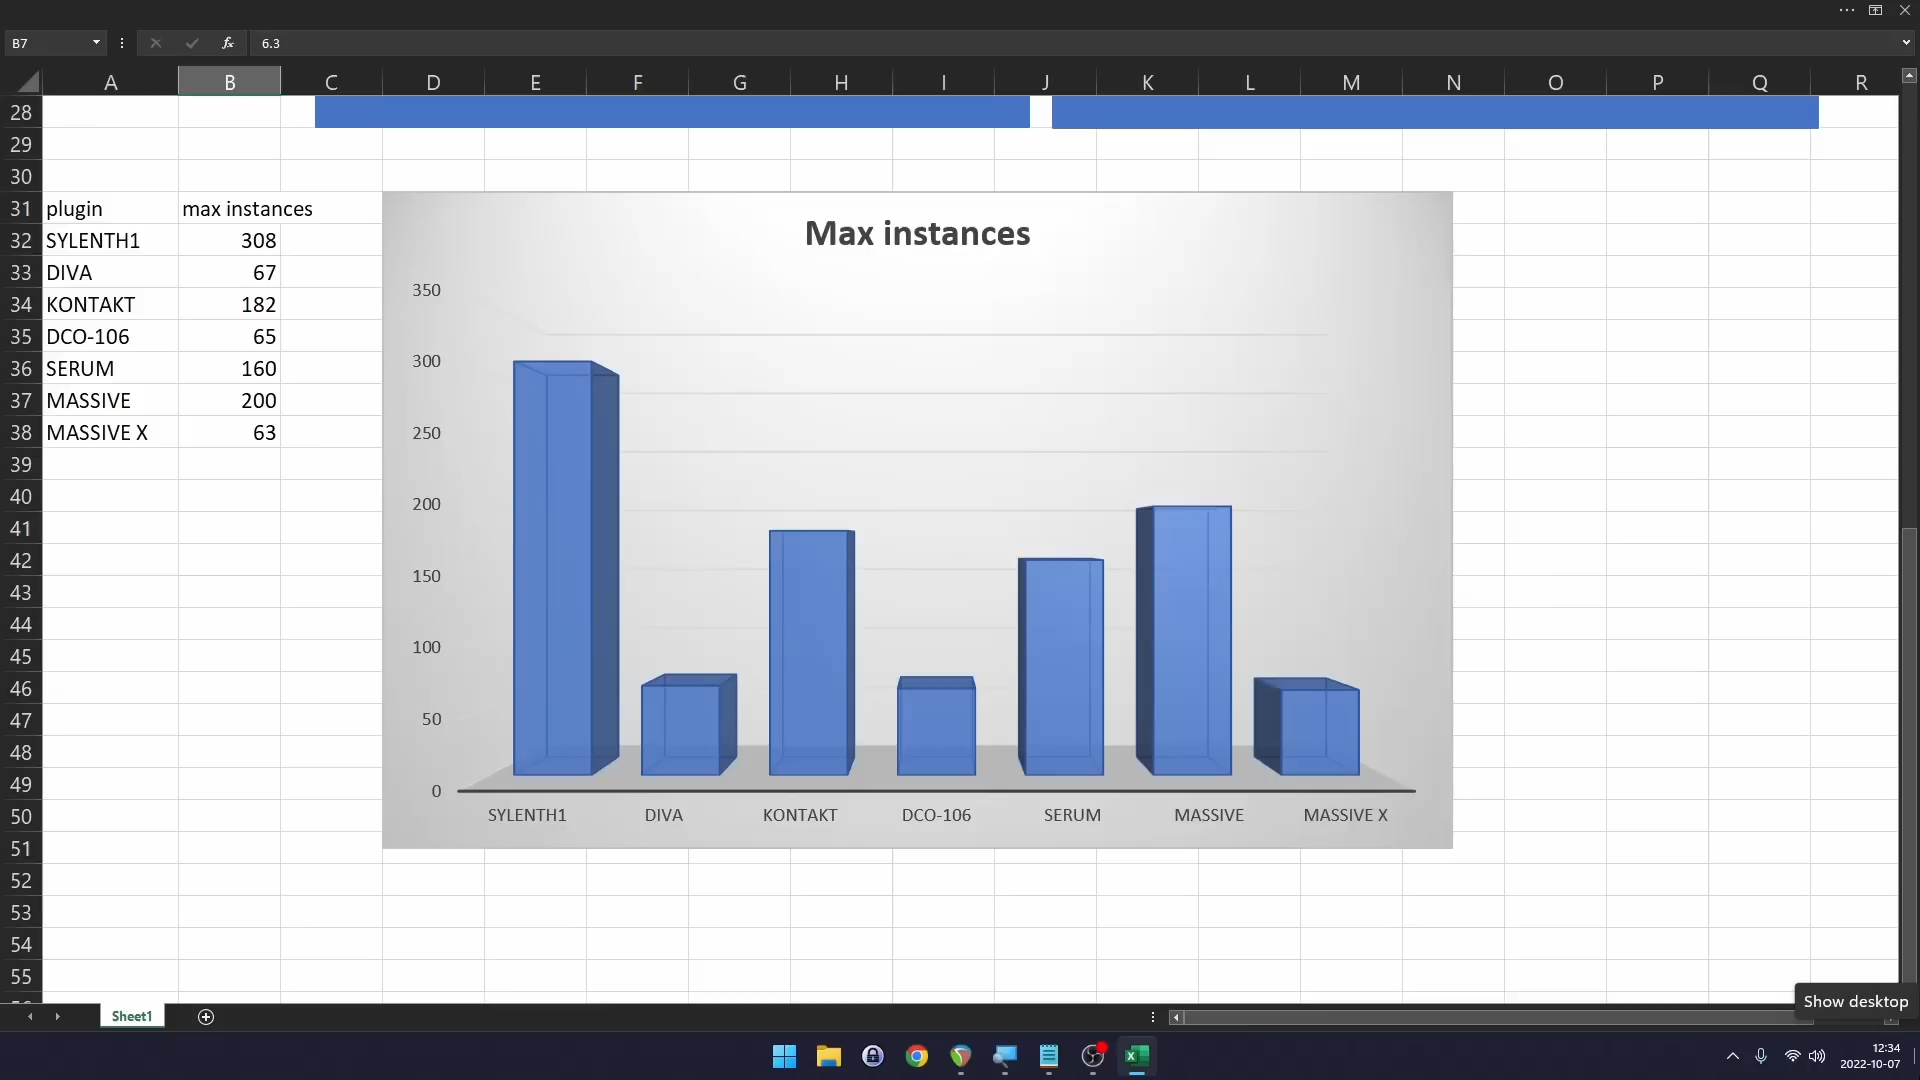 B7
fx
6.3
A B C D E F G H I J K L M N O P Q R
28
29
30
31 plugin max instances
32 SYLENTH1 308
33 DIVA 67
34 KONTAKT 182
35 DCO-106 65
36 SERUM 160
37 MASSIVE 200
38 MASSIVE X 63
39
40
41
42
43
44
45
46
47
48
49
50
51
52
53
54
55
Max instances
350
300
250
200
150
100
50
0
SYLENTH1 DIVA KONTAKT DCO-106 SERUM MASSIVE MASSIVE X
Show desktop
Sheet1
12:34
2022-10-07